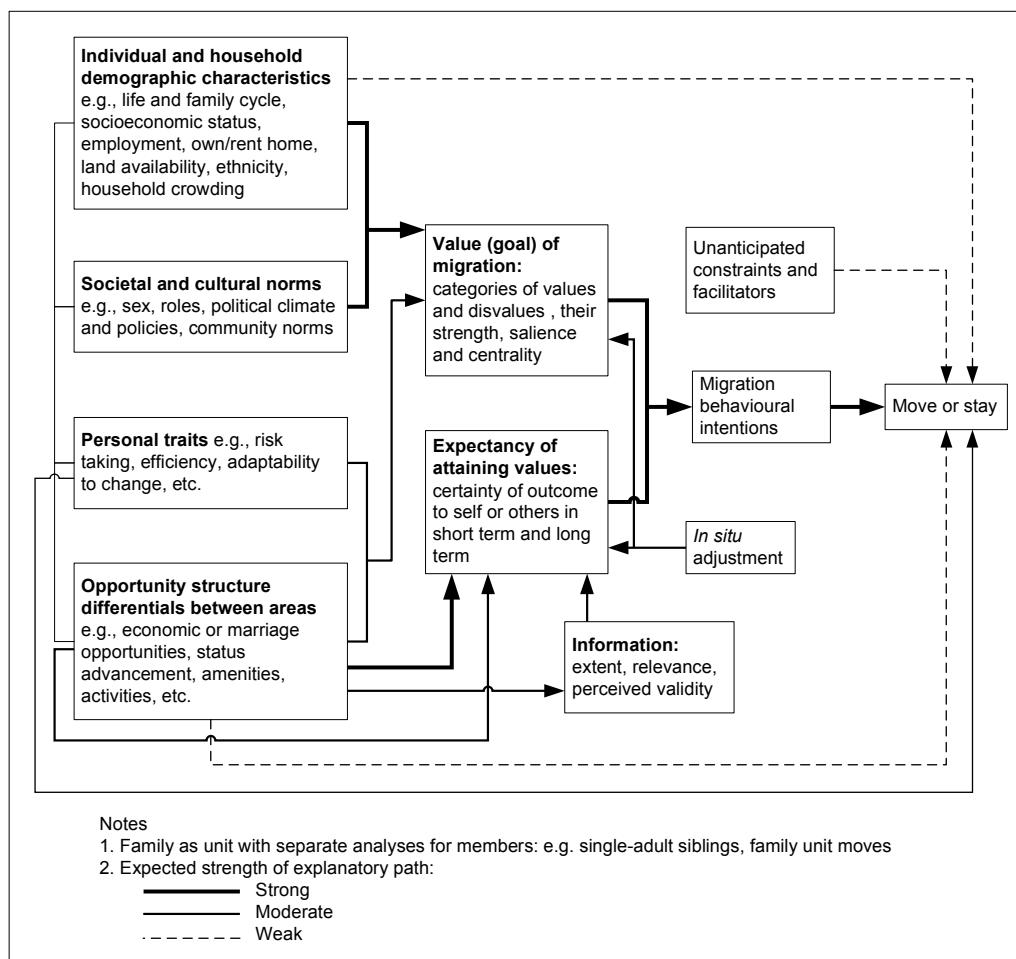 Individual and household
demographic characteristics
e.g., life and family cycle,
socioeconomic status,
employment, own/rent home,
land availability, ethnicity,
household crowding
Societal and cultural norms
e.g., sex, roles, political climate
and policies, community norms
Personal traits e.g., risk
taking, efficiency, adaptability
to change, etc.
Opportunity structure
differentials between areas
e.g., economic or marriage
opportunities, status
advancement, amenities,
activities, etc.
Value (goal) of
migration:
categories of values
and disvalues , their
strength, salience
and centrality
Expectancy of
attaining values:
certainty of outcome
to self or others in
short term and long
term
Information:
extent, relevance,
perceived validity
Unanticipated
constraints and
facilitators
Migration
behavioural
intentions
In situ
adjustment
Move or stay
Notes
1. Family as unit with separate analyses for members: e.g. single-adult siblings, family unit moves
2. Expected strength of explanatory path:
Strong
Moderate
Weak